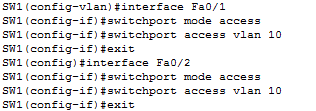 SW1(config-vlan)#interface Fa0/1
SW1(config-if)#switchport mode access
SW1(config-if)#switchport access vlan 10
SW1(config-if)#exit
SW1(config)#interface Fa0/2
SW1(config-if)#switchport mode access
SW1(config-if)#switchport access vlan 10
SW1(config-if)#exit